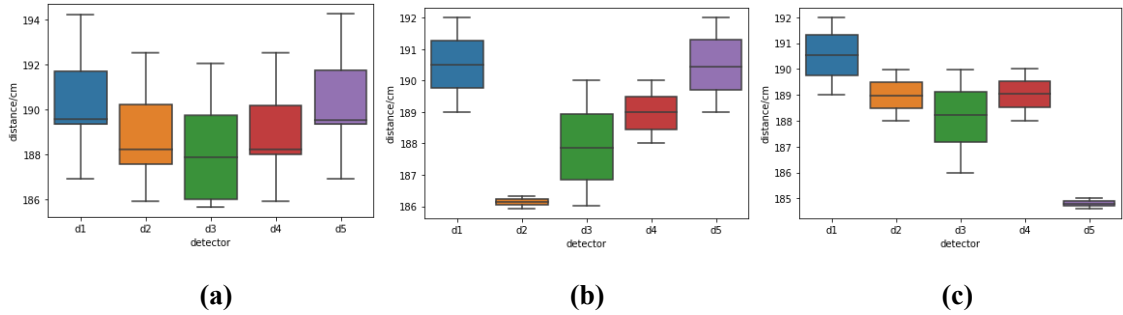 distance/cm
194
192
190
188
186
d1 d2 d3 d4 d5
detector
(a)
distance/cm
192
191
190
189
188
187
186
d1 d2 d3 d4 d5
detector
(b)
distance/cm
192
191
190
189
188
187
186
185
d1 d2 d3 d4 d5
detector
(c)